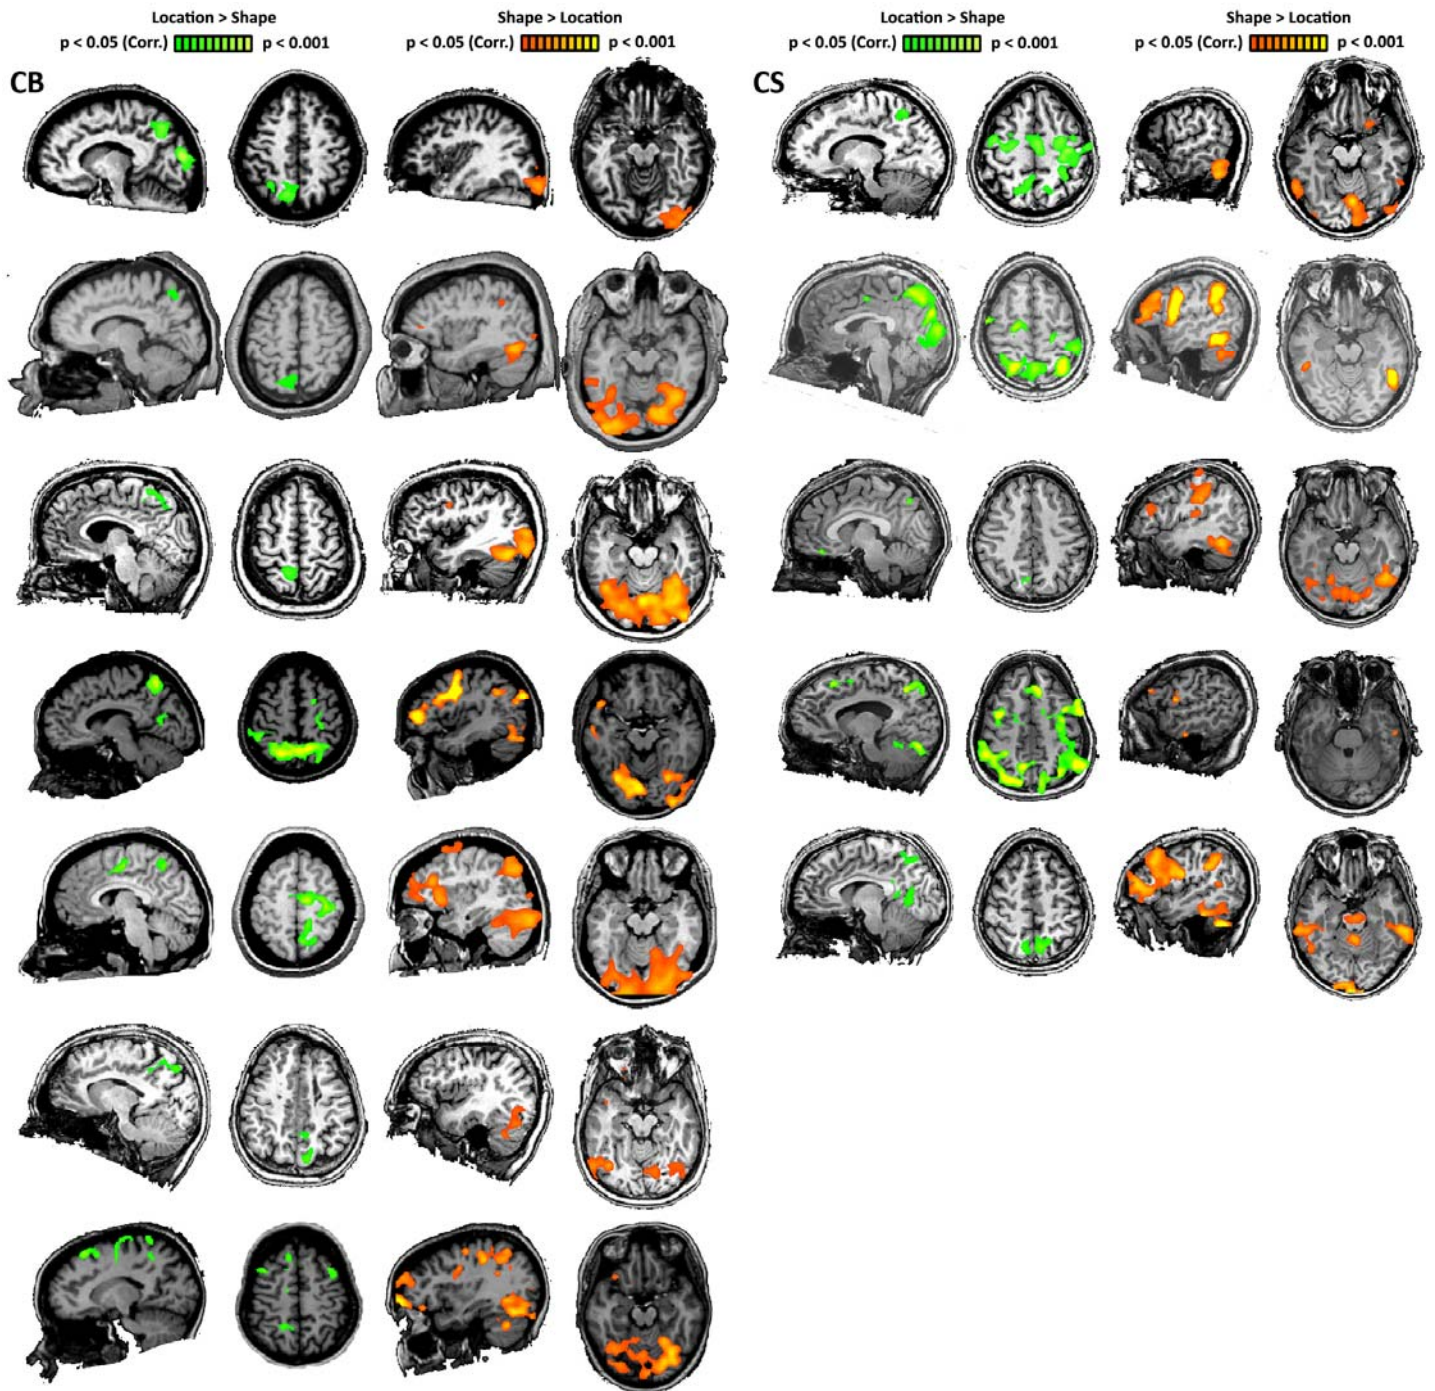 Location > Shape
Shape > Location
Location > Shape
Shape > Location
p < 0.05 (Corr.) p < 0.001
p < 0.05 (Corr.) p < 0.001
p < 0.05 (Corr.) p < 0.001
p < 0.05 (Corr.) p < 0.001
CB
CS